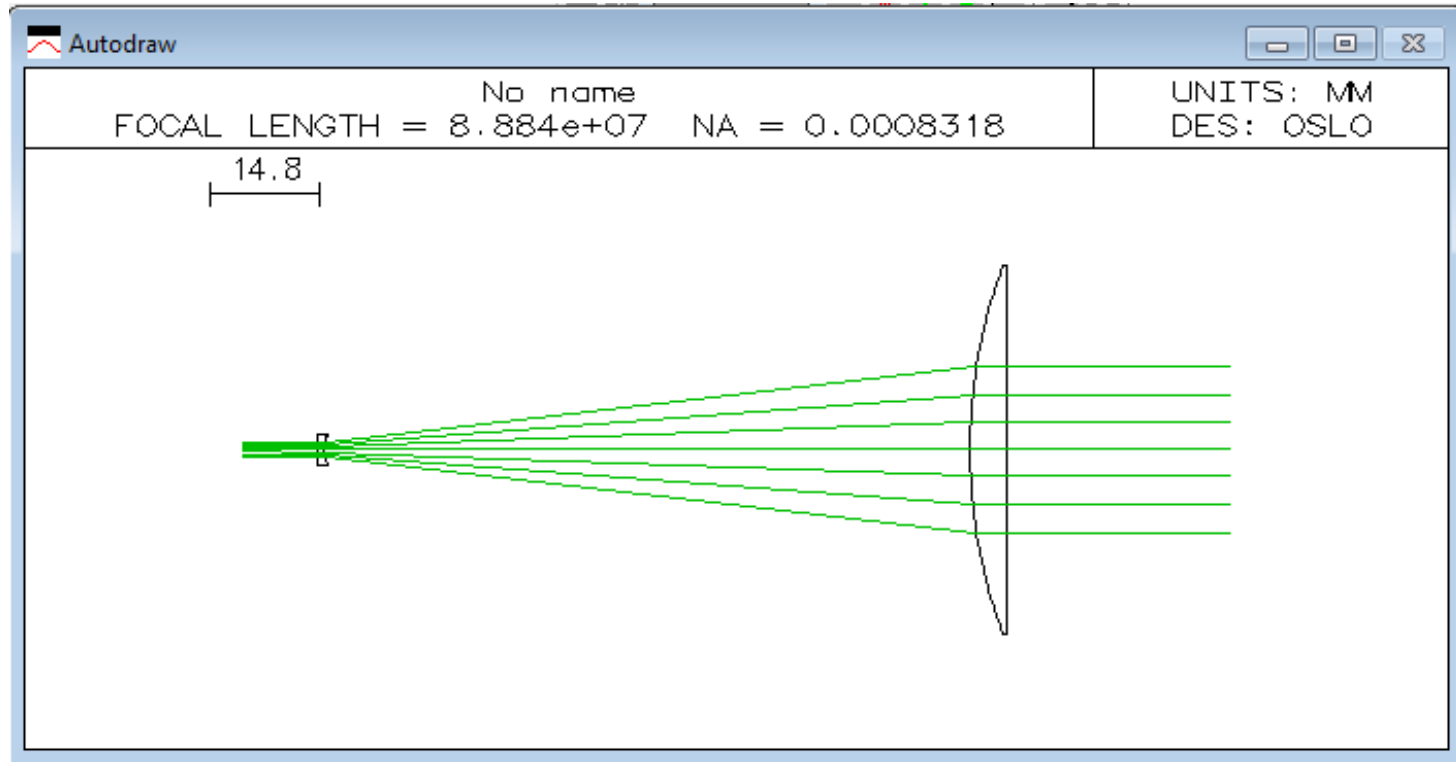 Autodraw
No name
FOCAL LENGTH = 8.884e+07 NA = 0.0008318
UNITS: MM
DES: OSLO
14.8